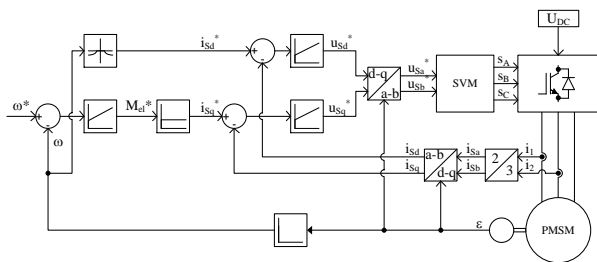 U_DC
i_Sd*
u_Sd*
+
-
d-q
a-b
u_Sa*
u_Sb*
SVM
s_A
s_B
s_C
ω*
+
-
ω
M_el*
i_Sq*
+
-
u_Sq*
i_Sd
i_Sq
a-b
d-q
i_Sa
i_Sb
2
3
i_1
i_2
ε
PMSM